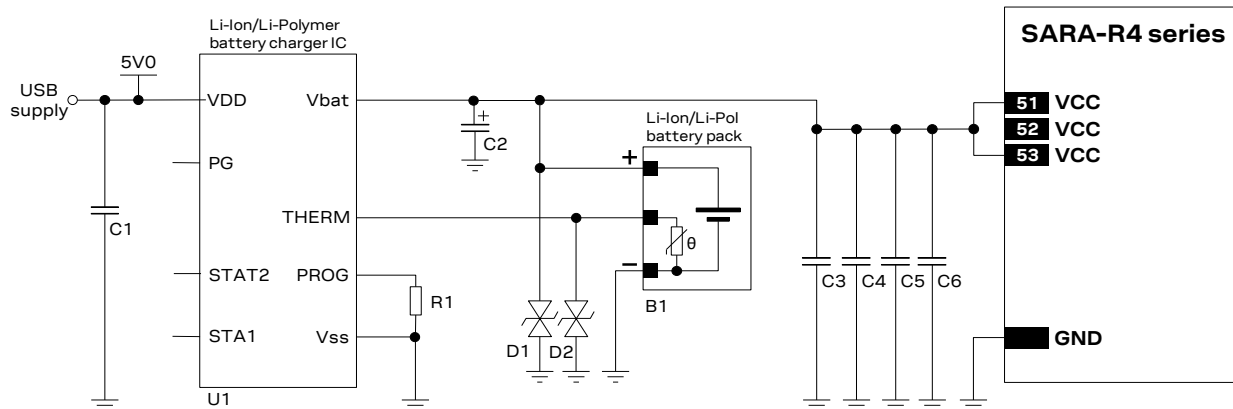 Li-Ion/Li-Polymer
battery charger IC
SARA-R4 series
5V0
USB
supply
VDD
Vbat
51 VCC
52 VCC
53 VCC
Li-Ion/Li-Pol
battery pack
+
C2
PG
+
THERM
C1
θ
STAT2
PROG
–
C3
C4
C5
C6
R1
B1
STA1
Vss
D1
D2
GND
U1